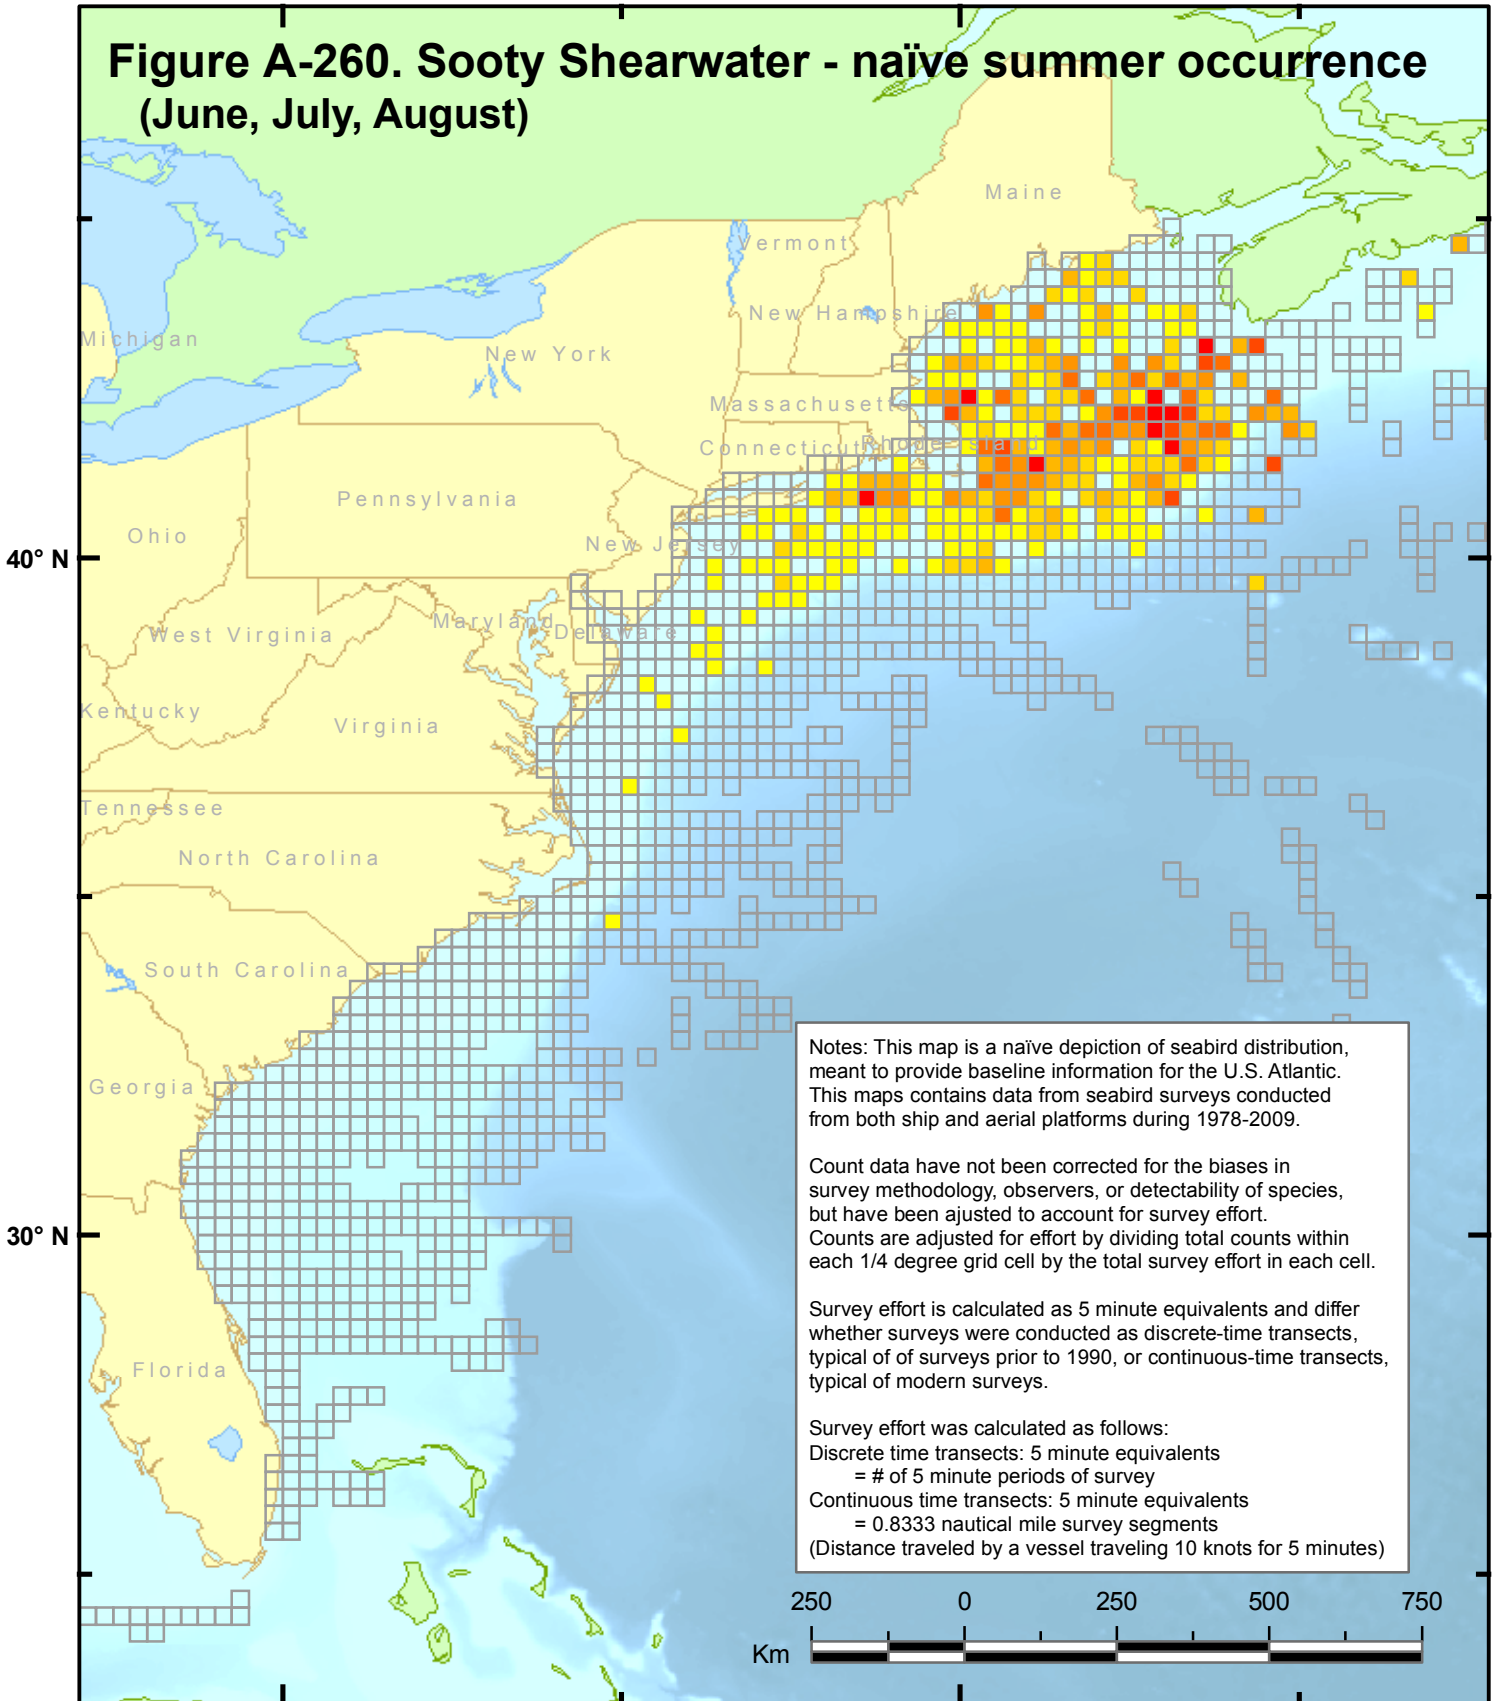 Figure A-260. Sooty Shearwater - naïve summer occurrence
(June, July, August)
Maine
Vermont
New Hampshire
Michigan
New York
Massachusetts
Connecticut
Rhode Island
Pennsylvania
Ohio
New Jersey
40° N
West Virginia
Maryland
Delaware
Kentucky
Virginia
Tennessee
North Carolina
South Carolina
Georgia
30° N
Florida
Notes: This map is a naïve depiction of seabird distribution,
meant to provide baseline information for the U.S. Atlantic.
This maps contains data from seabird surveys conducted
from both ship and aerial platforms during 1978-2009.
Count data have not been corrected for the biases in
survey methodology, observers, or detectability of species,
but have been ajusted to account for survey effort.
Counts are adjusted for effort by dividing total counts within
each 1/4 degree grid cell by the total survey effort in each cell.
Survey effort is calculated as 5 minute equivalents and differ
whether surveys were conducted as discrete-time transects,
typical of of surveys prior to 1990, or continuous-time transects,
typical of modern surveys.
Survey effort was calculated as follows:
Discrete time transects: 5 minute equivalents
= # of 5 minute periods of survey
Continuous time transects: 5 minute equivalents
= 0.8333 nautical mile survey segments
(Distance traveled by a vessel traveling 10 knots for 5 minutes)
250 0 250 500 750
Km